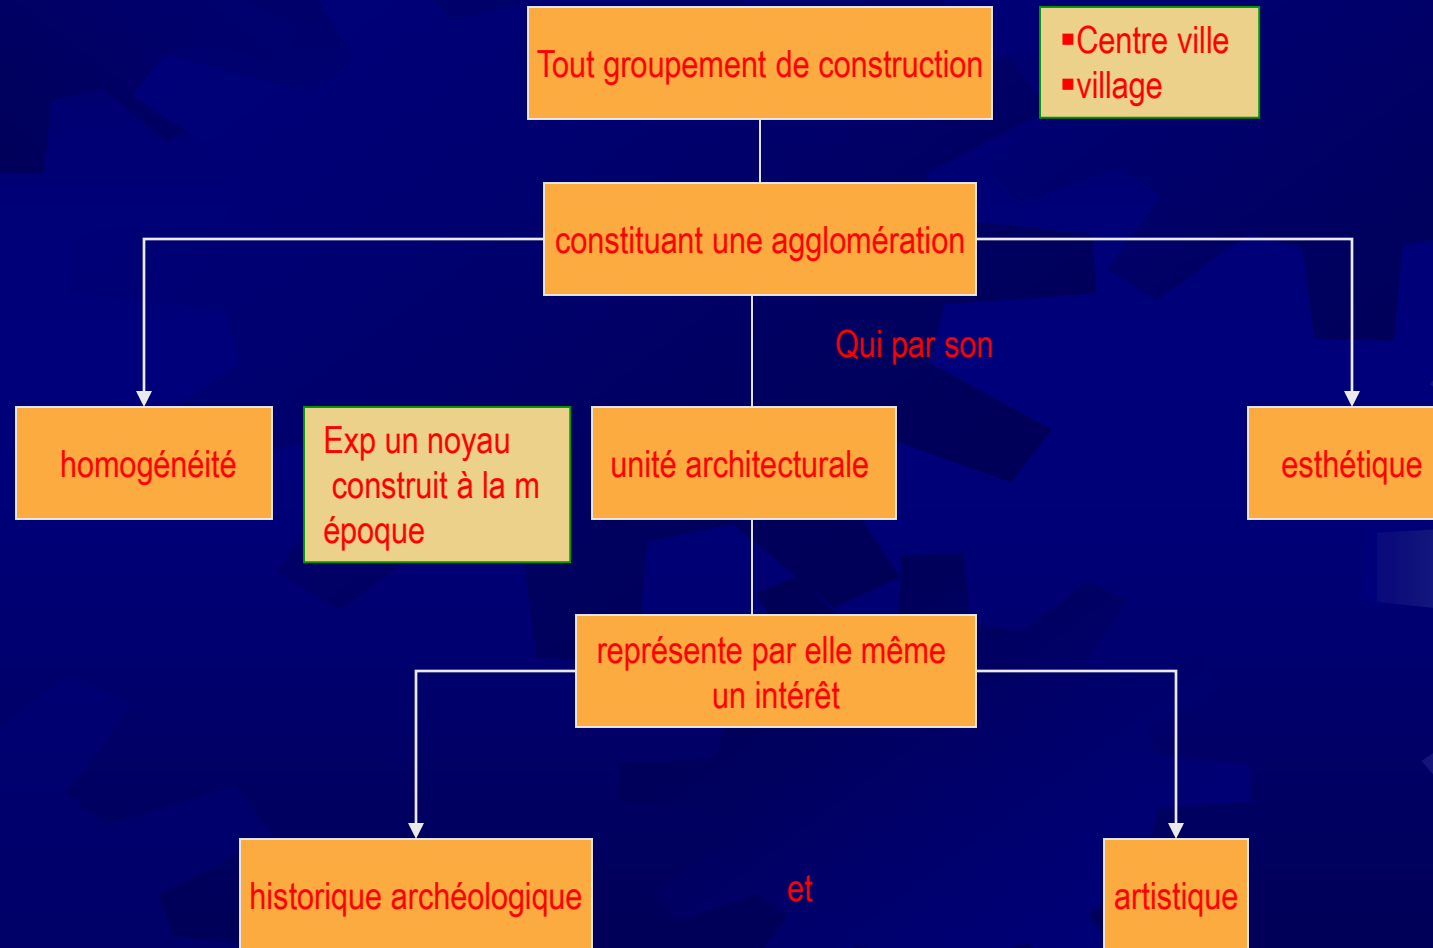 Tout groupement de construction
▪Centre ville
▪village
constituant une agglomération
Qui par son
homogénéité
Exp un noyau
construit à la m
époque
unité architecturale
esthétique
représente par elle même
un intérêt
historique archéologique
et
artistique